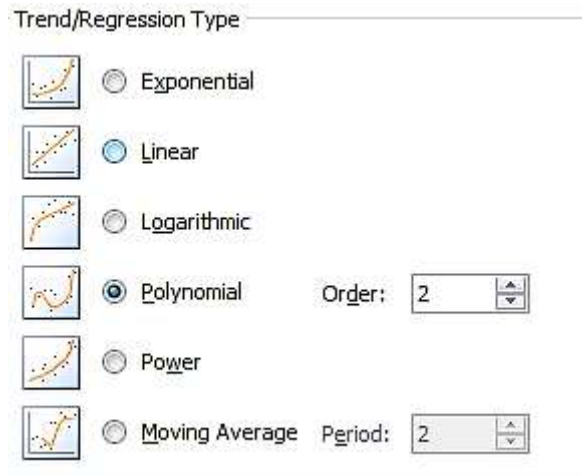 Trend/Regression Type
Exponential
Linear
Logarithmic
Polynomial Order: 2
Power
Moving Average Period: 2